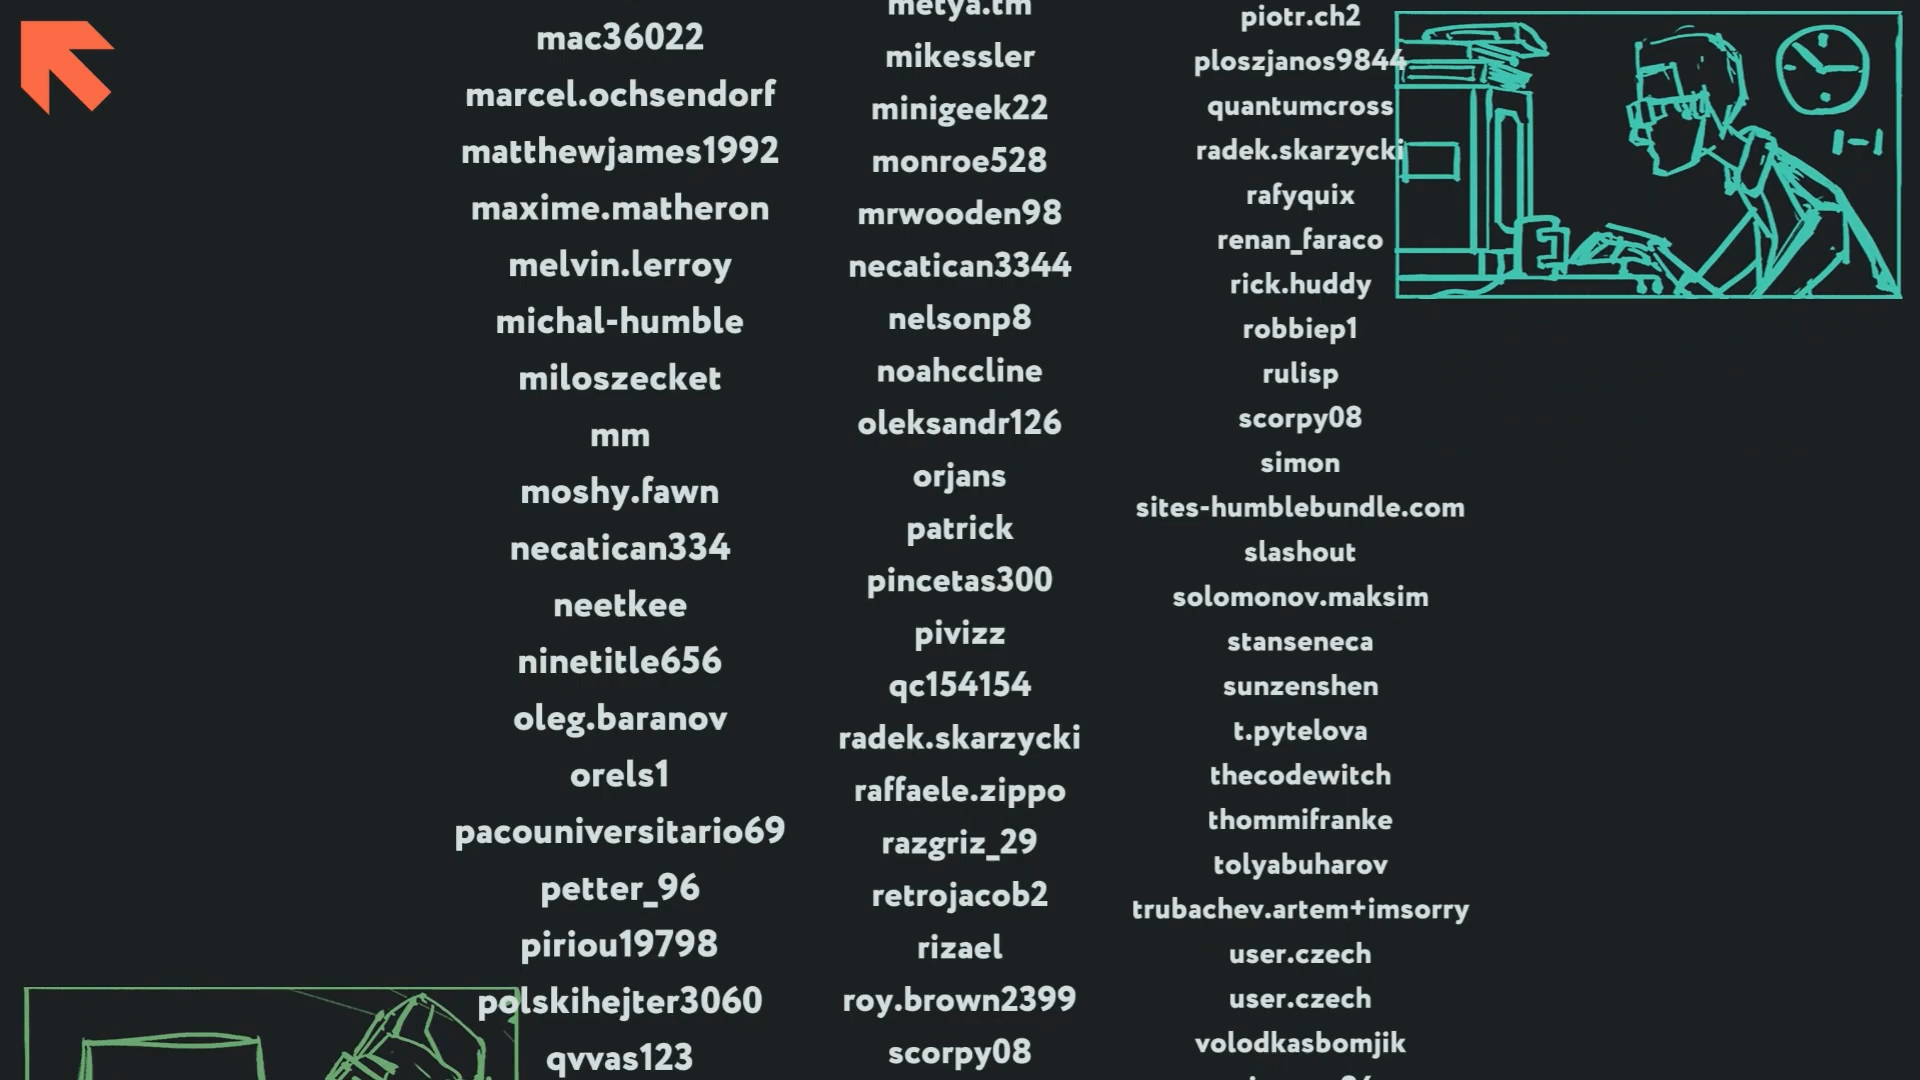 mac36022
marcel.ochsendorf
matthewjames1992
maxime.matheron
melvin.lerroy
michal-humble
miloszecket
mm
moshy.fawn
necatican334
neetkee
ninetitle656
oleg.baranov
orels1
pacouniversitario69
petter_96
piriou19798
polskihejter3060
qvvas123
metya.tm
mikessler
minigeek22
monroe528
mrwooden98
necatican3344
nelsonp8
noahccline
oleksandr126
orjans
patrick
pincetas300
pivizz
qc154154
radek.skarzycki
raffaele.zippo
razgriz_29
retrojacob2
rizael
roy.brown2399
scorpy08
piotr.ch2
ploszjanos9844
quantumcross
radek.skarzycki
rafyquix
renan_faraco
rick.huddy
robbiep1
rulisp
scorpy08
simon
sites-humblebundle.com
slashout
solomonov.maksim
stanseneca
sunzenshen
t.pytelova
thecodewitch
thommifranke
tolyabuharov
trubachev.artem+imsorry
user.czech
user.czech
volodkasbomjik